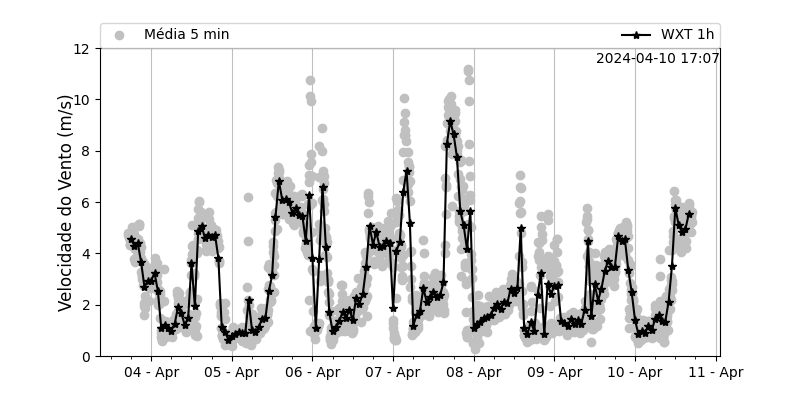 Média 5 min
WXT 1h
2024-04-10 17:07
Velocidade do Vento (m/s)
12
10
8
6
4
2
0
04 - Apr
05 - Apr
06 - Apr
07 - Apr
08 - Apr
09 - Apr
10 - Apr
11 - Apr